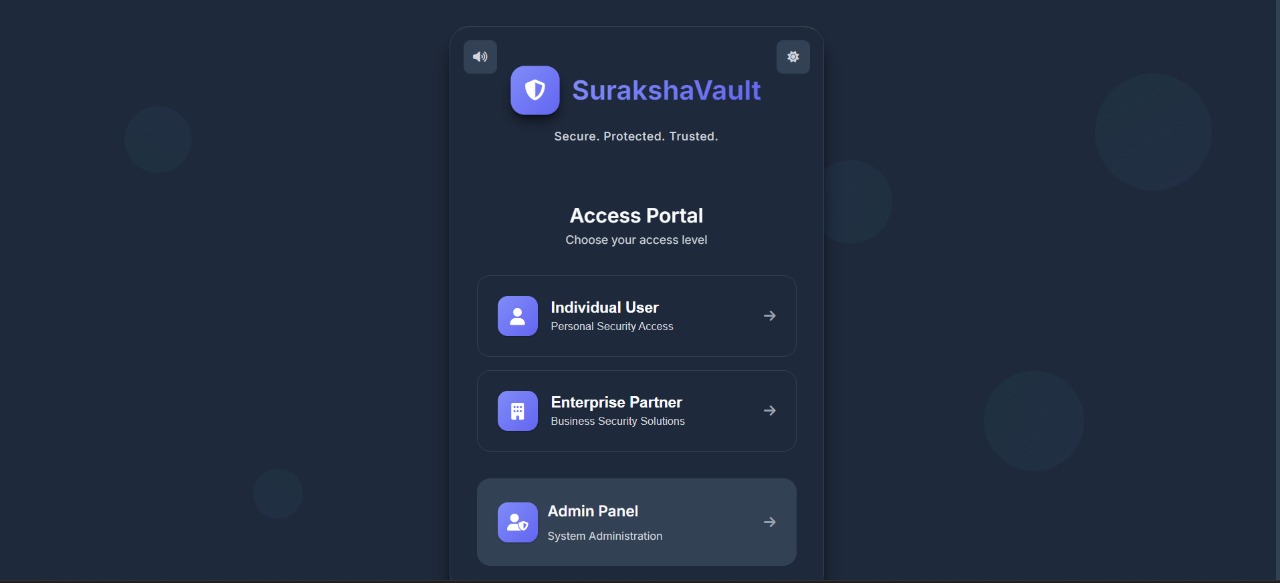 SurakshaVault
Secure. Protected. Trusted.
Access Portal
Choose your access level
Individual User
Personal Security Access
Enterprise Partner
Business Security Solutions
Admin Panel
System Administration